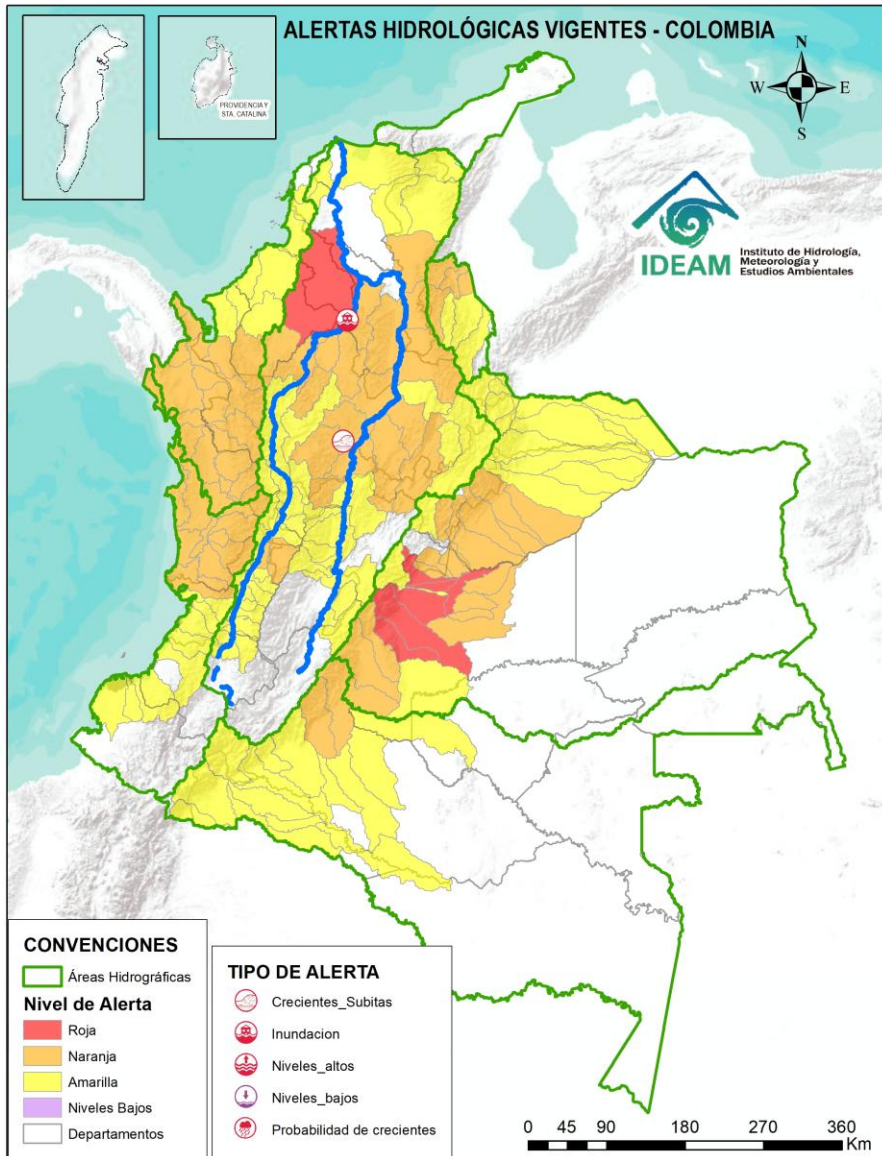 ALERTAS HIDROLÓGICAS VIGENTES - COLOMBIA
PROVIDENCIA Y
STA. CATALINA
N
W
E
S
IDEAM
Instituto de Hidrología,
Meteorología y
Estudios Ambientales
CONVENCIONES
Áreas Hidrográficas
Nivel de Alerta
Roja
Naranja
Amarilla
Niveles Bajos
Departamentos
TIPO DE ALERTA
Crecientes_Subitas
Inundacion
Niveles_altos
Niveles_bajos
Probabilidad de crecientes
0 45 90 180 270 360
Km